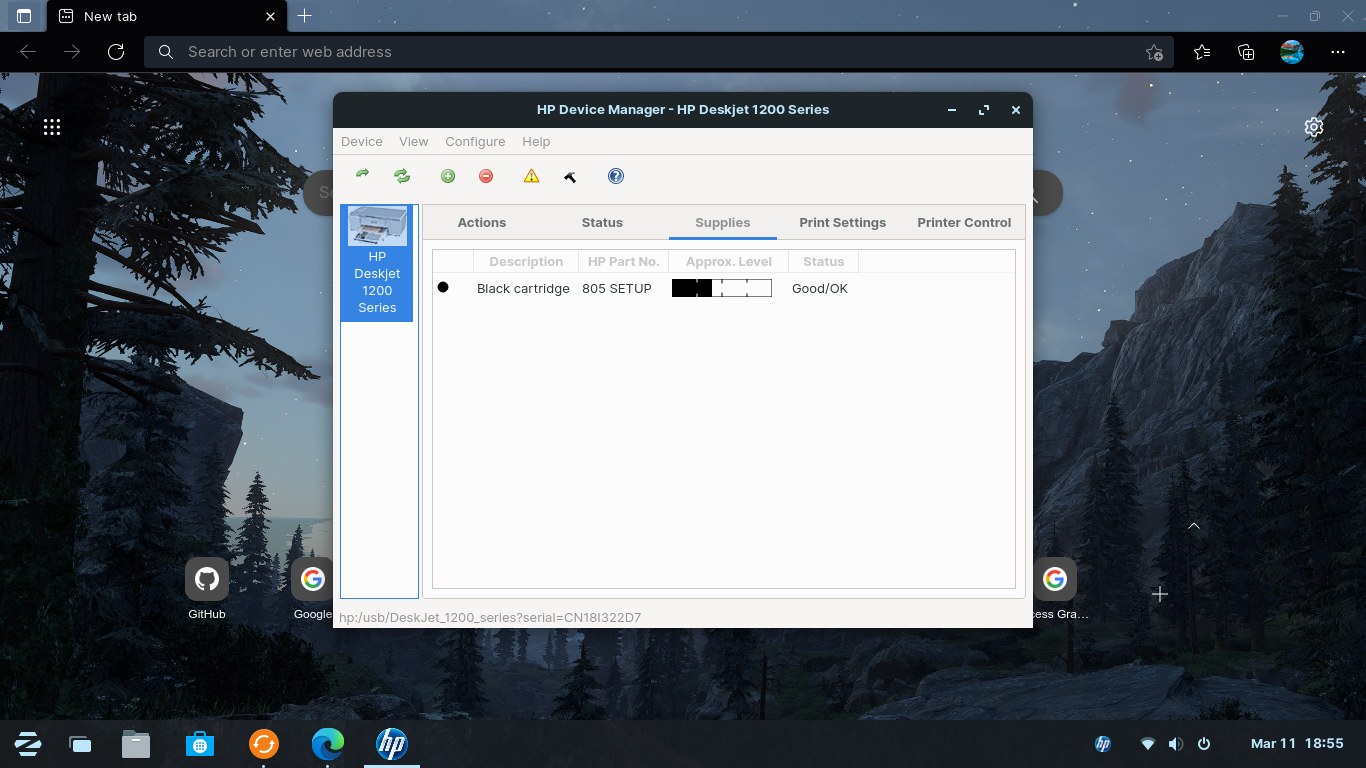 New tab
Search or enter web address
HP Device Manager - HP Deskjet 1200 Series
Device View Configure Help
Actions Status Supplies Print Settings Printer Control
HP
Deskjet
1200
Series
Description HP Part No. Approx. Level Status
Black cartridge 805 SETUP Good/OK
GitHub
Google
cess Gra...
hp:/usb/DeskJet_1200_series?serial=CN18I322D7
hp
hp
Mar 11 18:55